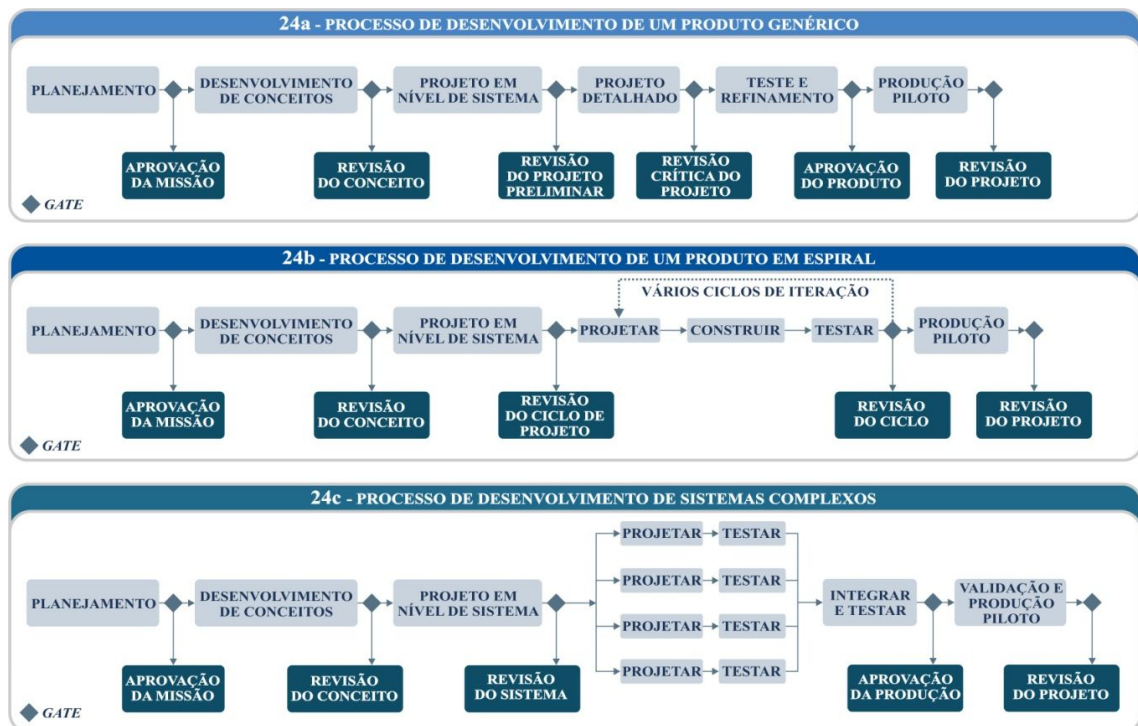 24a - PROCESSO DE DESENVOLVIMENTO DE UM PRODUTO GENÉRICO
PLANEJAMENTO
DESENVOLVIMENTO
DE CONCEITOS
PROJETO EM
NÍVEL DE SISTEMA
PROJETO
DETALHADO
TESTE E
REFINAMENTO
PRODUÇÃO
PILOTO
APROVAÇÃO
DA MISSÃO
REVISÃO
DO CONCEITO
REVISÃO
DO PROJETO
PRELIMINAR
REVISÃO
CRÍTICA DO
PROJETO
APROVAÇÃO
DO PRODUTO
REVISÃO
DO PROJETO
GATE
24b - PROCESSO DE DESENVOLVIMENTO DE UM PRODUTO EM ESPIRAL
VÁRIOS CICLOS DE ITERAÇÃO
PLANEJAMENTO
DESENVOLVIMENTO
DE CONCEITOS
PROJETO EM
NÍVEL DE SISTEMA
PROJETAR
CONSTRUIR
TESTAR
PRODUÇÃO
PILOTO
APROVAÇÃO
DA MISSÃO
REVISÃO
DO CONCEITO
REVISÃO
DO CICLO DE
PROJETO
REVISÃO
DO CICLO
REVISÃO
DO PROJETO
GATE
24c - PROCESSO DE DESENVOLVIMENTO DE SISTEMAS COMPLEXOS
PLANEJAMENTO
DESENVOLVIMENTO
DE CONCEITOS
PROJETO EM
NÍVEL DE SISTEMA
PROJETAR
TESTAR
PROJETAR
TESTAR
PROJETAR
TESTAR
PROJETAR
TESTAR
INTEGRAR
E TESTAR
VALIDAÇÃO E
PRODUÇÃO
PILOTO
APROVAÇÃO
DA MISSÃO
REVISÃO
DO CONCEITO
REVISÃO
DO SISTEMA
APROVAÇÃO
DA PRODUÇÃO
REVISÃO
DO PROJETO
GATE